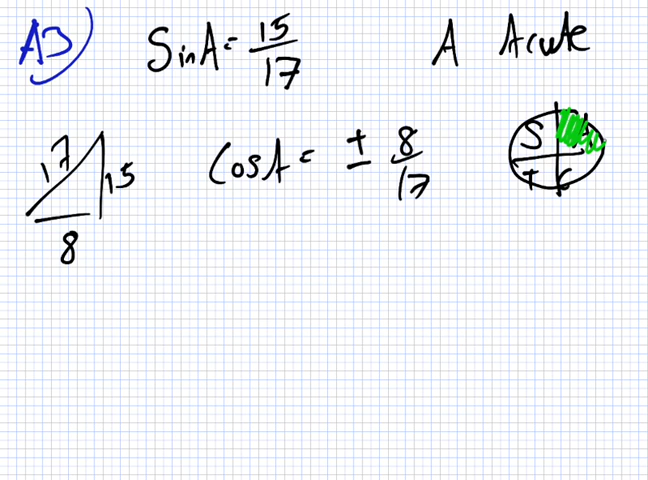 A3) SinA = 15/17 A Acute
17 15 8
CosA = ± 8/17
S
T C